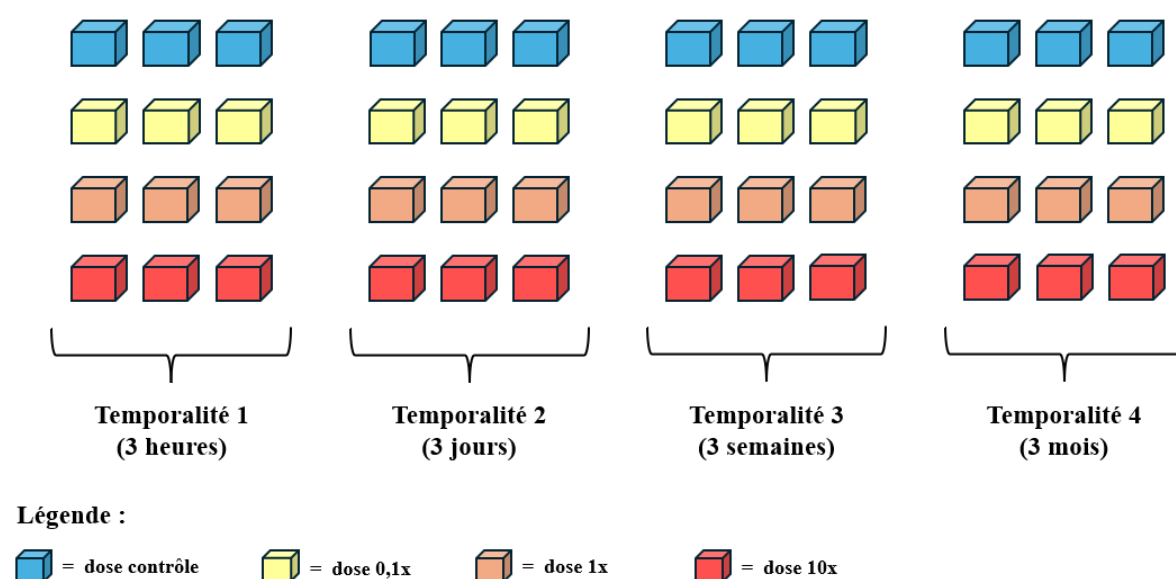 Temporalité 1
(3 heures)
Temporalité 2
(3 jours)
Temporalité 3
(3 semaines)
Temporalité 4
(3 mois)
Légende :
= dose contrôle
= dose 0,1x
= dose 1x
= dose 10x